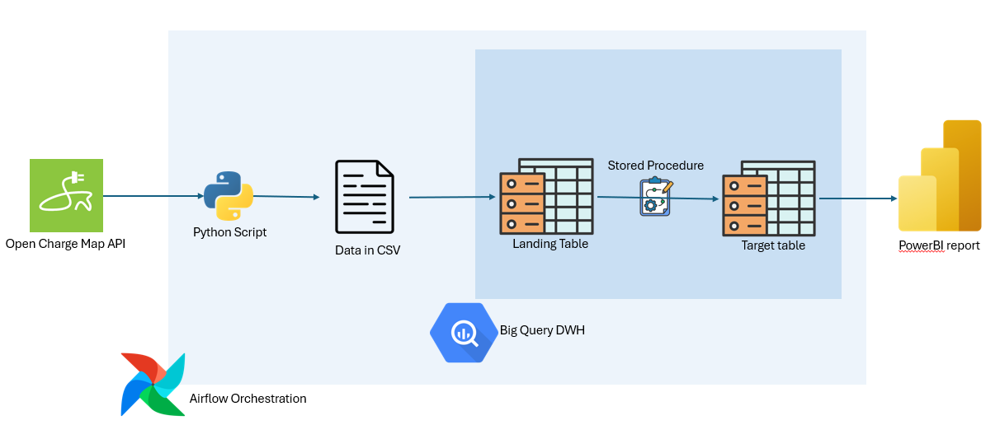 Open Charge Map API
Python Script
Data in CSV
Landing Table
Stored Procedure
Target table
PowerBI report
Big Query DWH
Airflow Orchestration